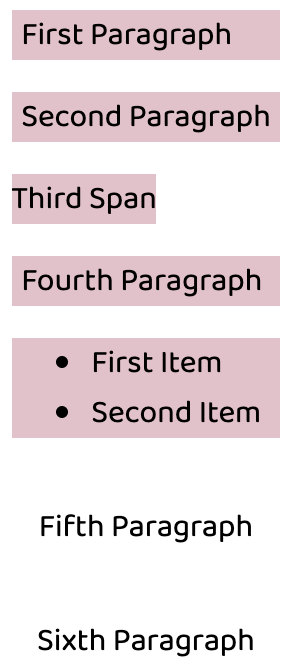 First Paragraph
Second Paragraph
Third Span
Fourth Paragraph
First Item
Second Item
Fifth Paragraph
Sixth Paragraph